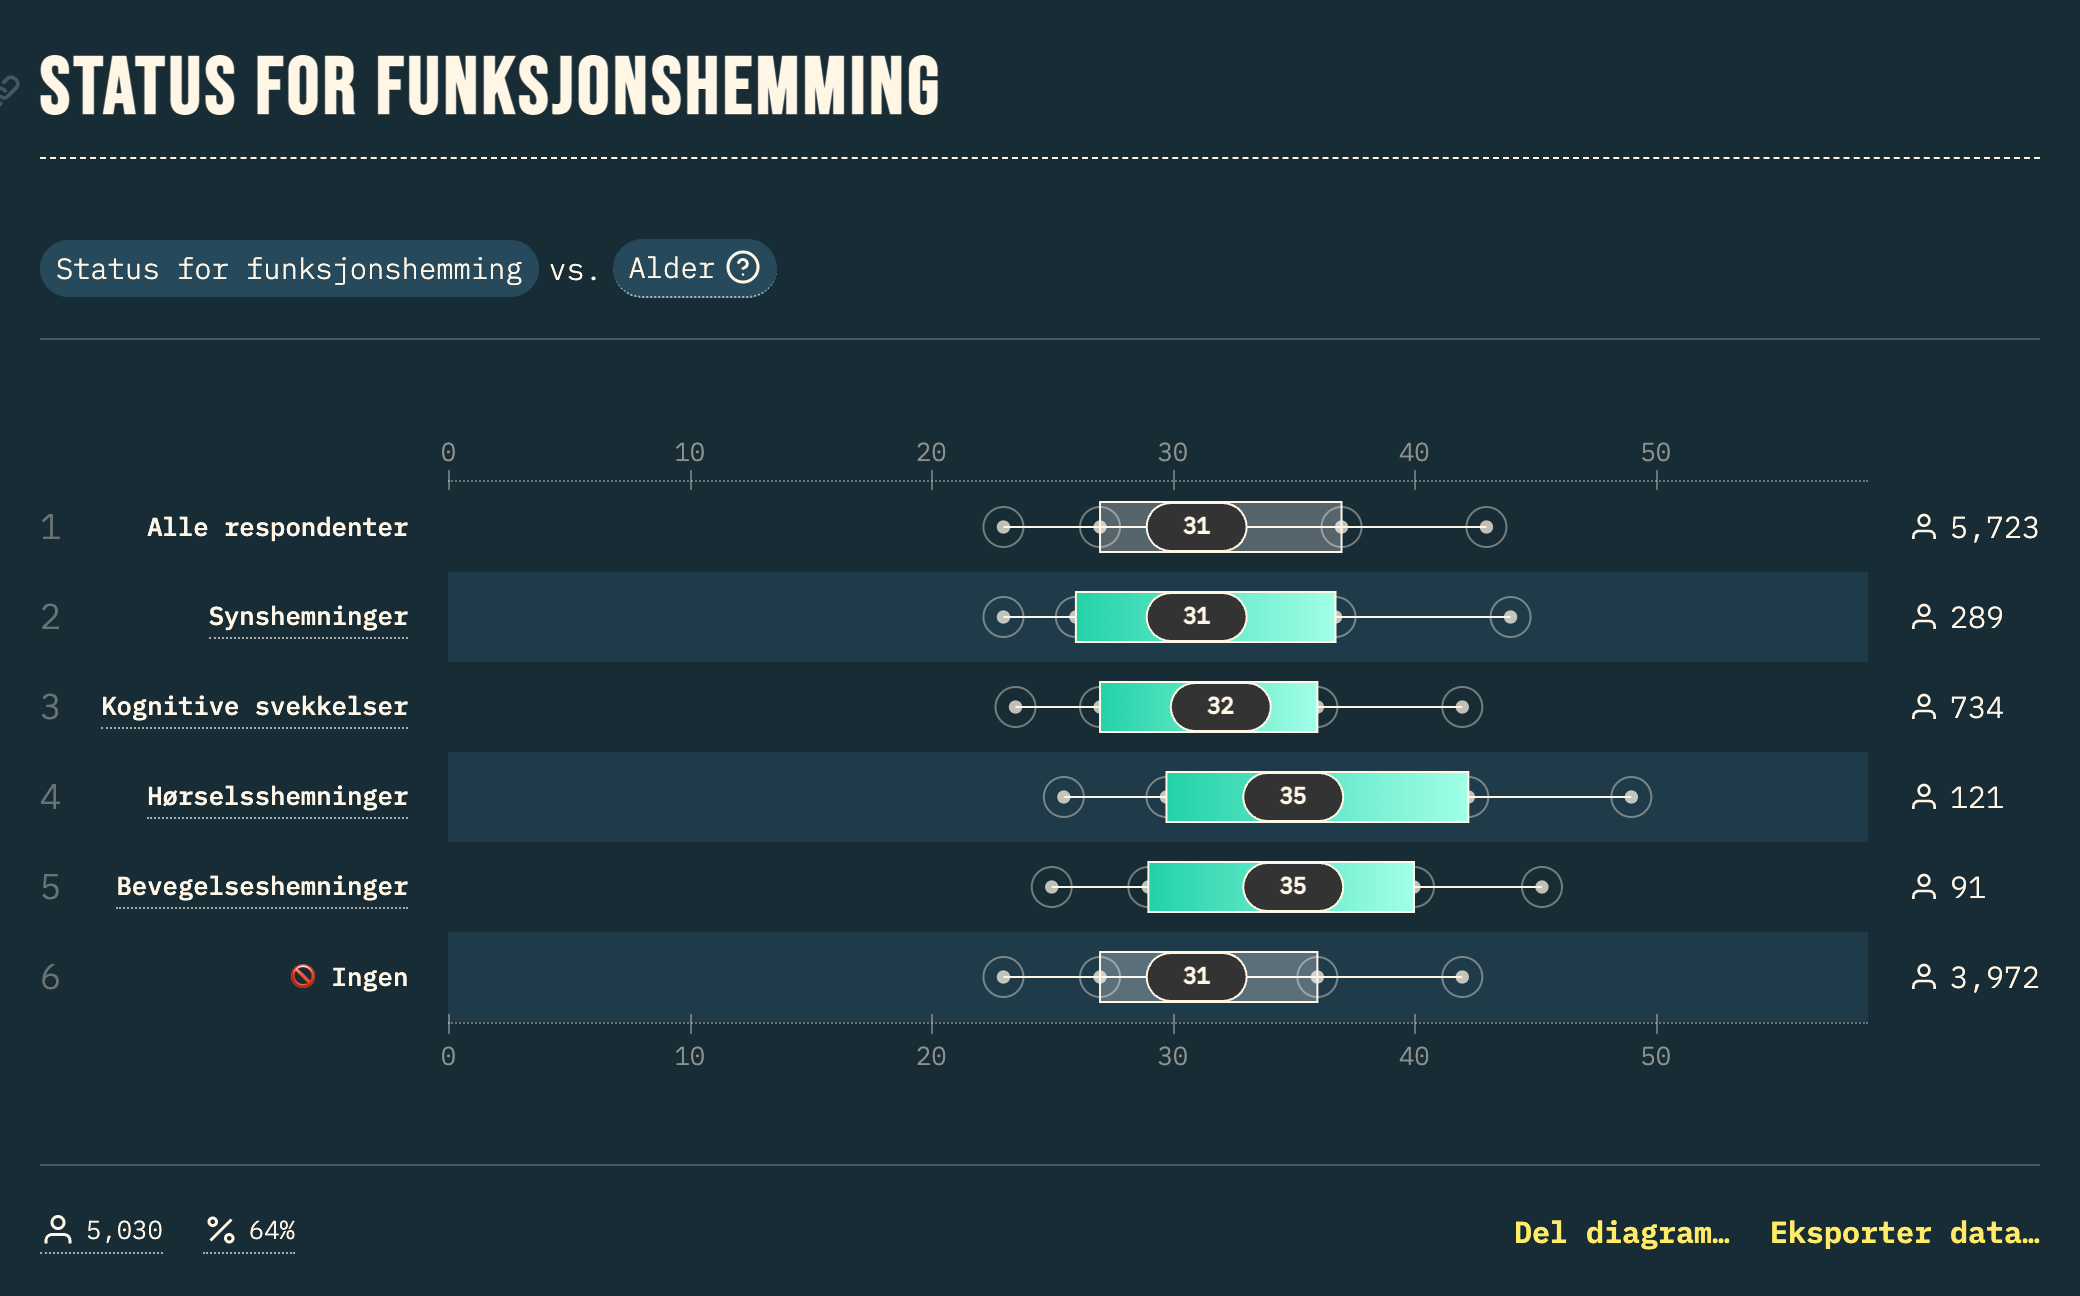 STATUS FOR FUNKSJONSHEMMING
Status for funksjonshemming vs. Alder ?
0 10 20 30 40 50
1 Alle respondenter 31 5,723
2 Synshemninger 31 289
3 Kognitive svekkelser 32 734
4 Hørselsshemninger 35 121
5 Bevegelseshemninger 35 91
6 🚫 Ingen 31 3,972
0 10 20 30 40 50
5,030 % 64% Del diagram… Eksporter data…